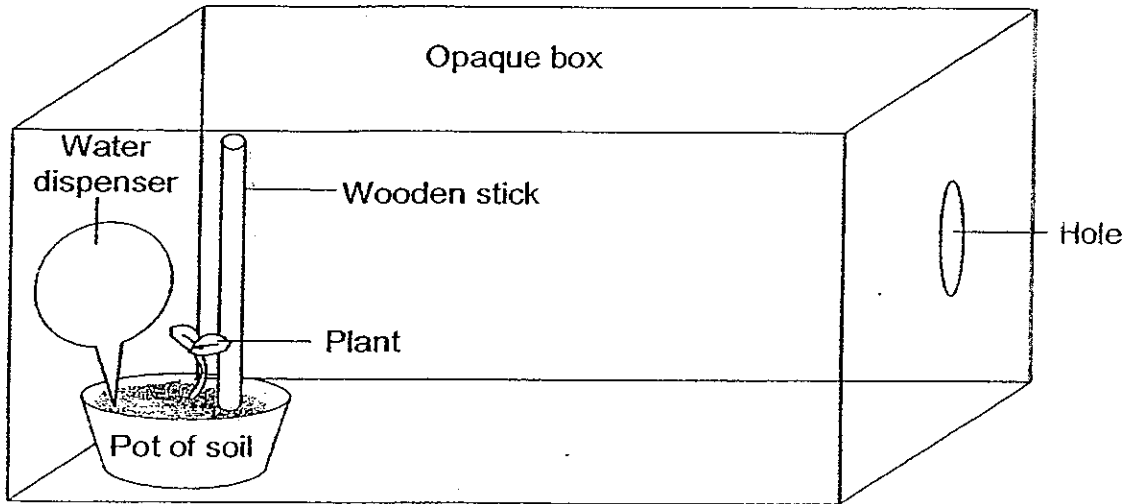 Opaque box
Water
dispenser
Wooden stick
Hole
Plant
Pot of soil